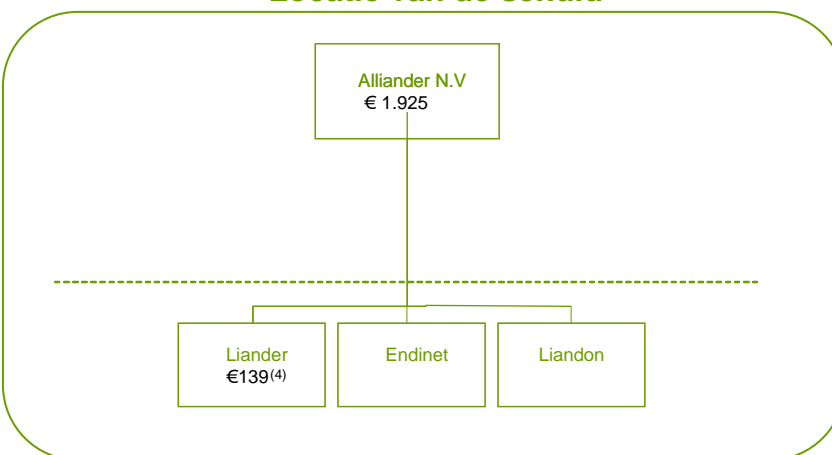 Alliander N.V
€ 1.925
Liander
€139(4)
Endinet
Liandon